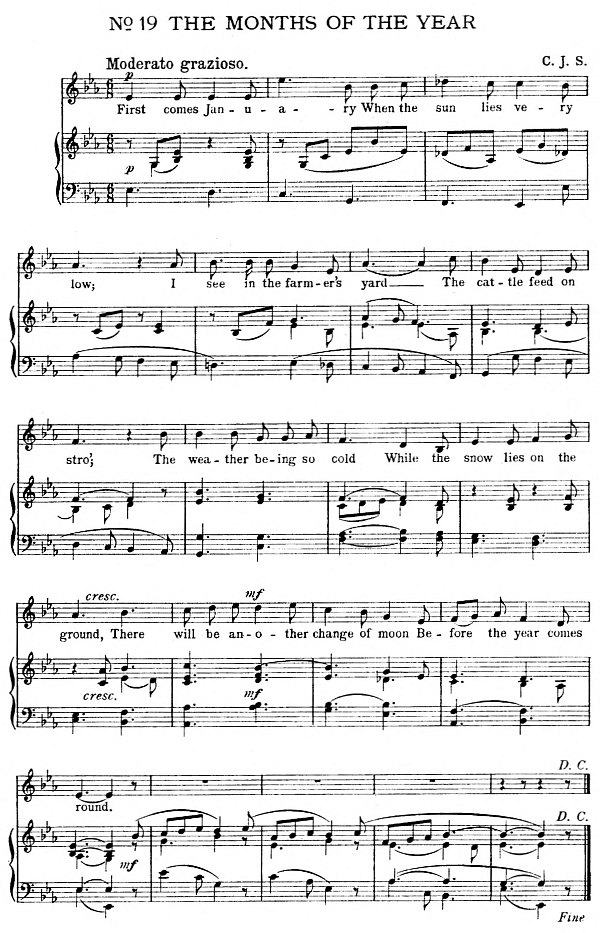 No 19 THE MONTHS OF THE YEAR
Moderato grazioso.
C. J. S.
p
First comes Jan - u - a - ry When the sun lies ve - ry
p
low; I see in the farm - er's yard The cat - tle feed on
stro'; The wea - ther be - ing so cold While the snow lies on the
cresc. mf
ground, There will be an - o - ther change of moon Be - fore the year comes
cresc. mf
D. C.
round.
D. C.
mf
Fine